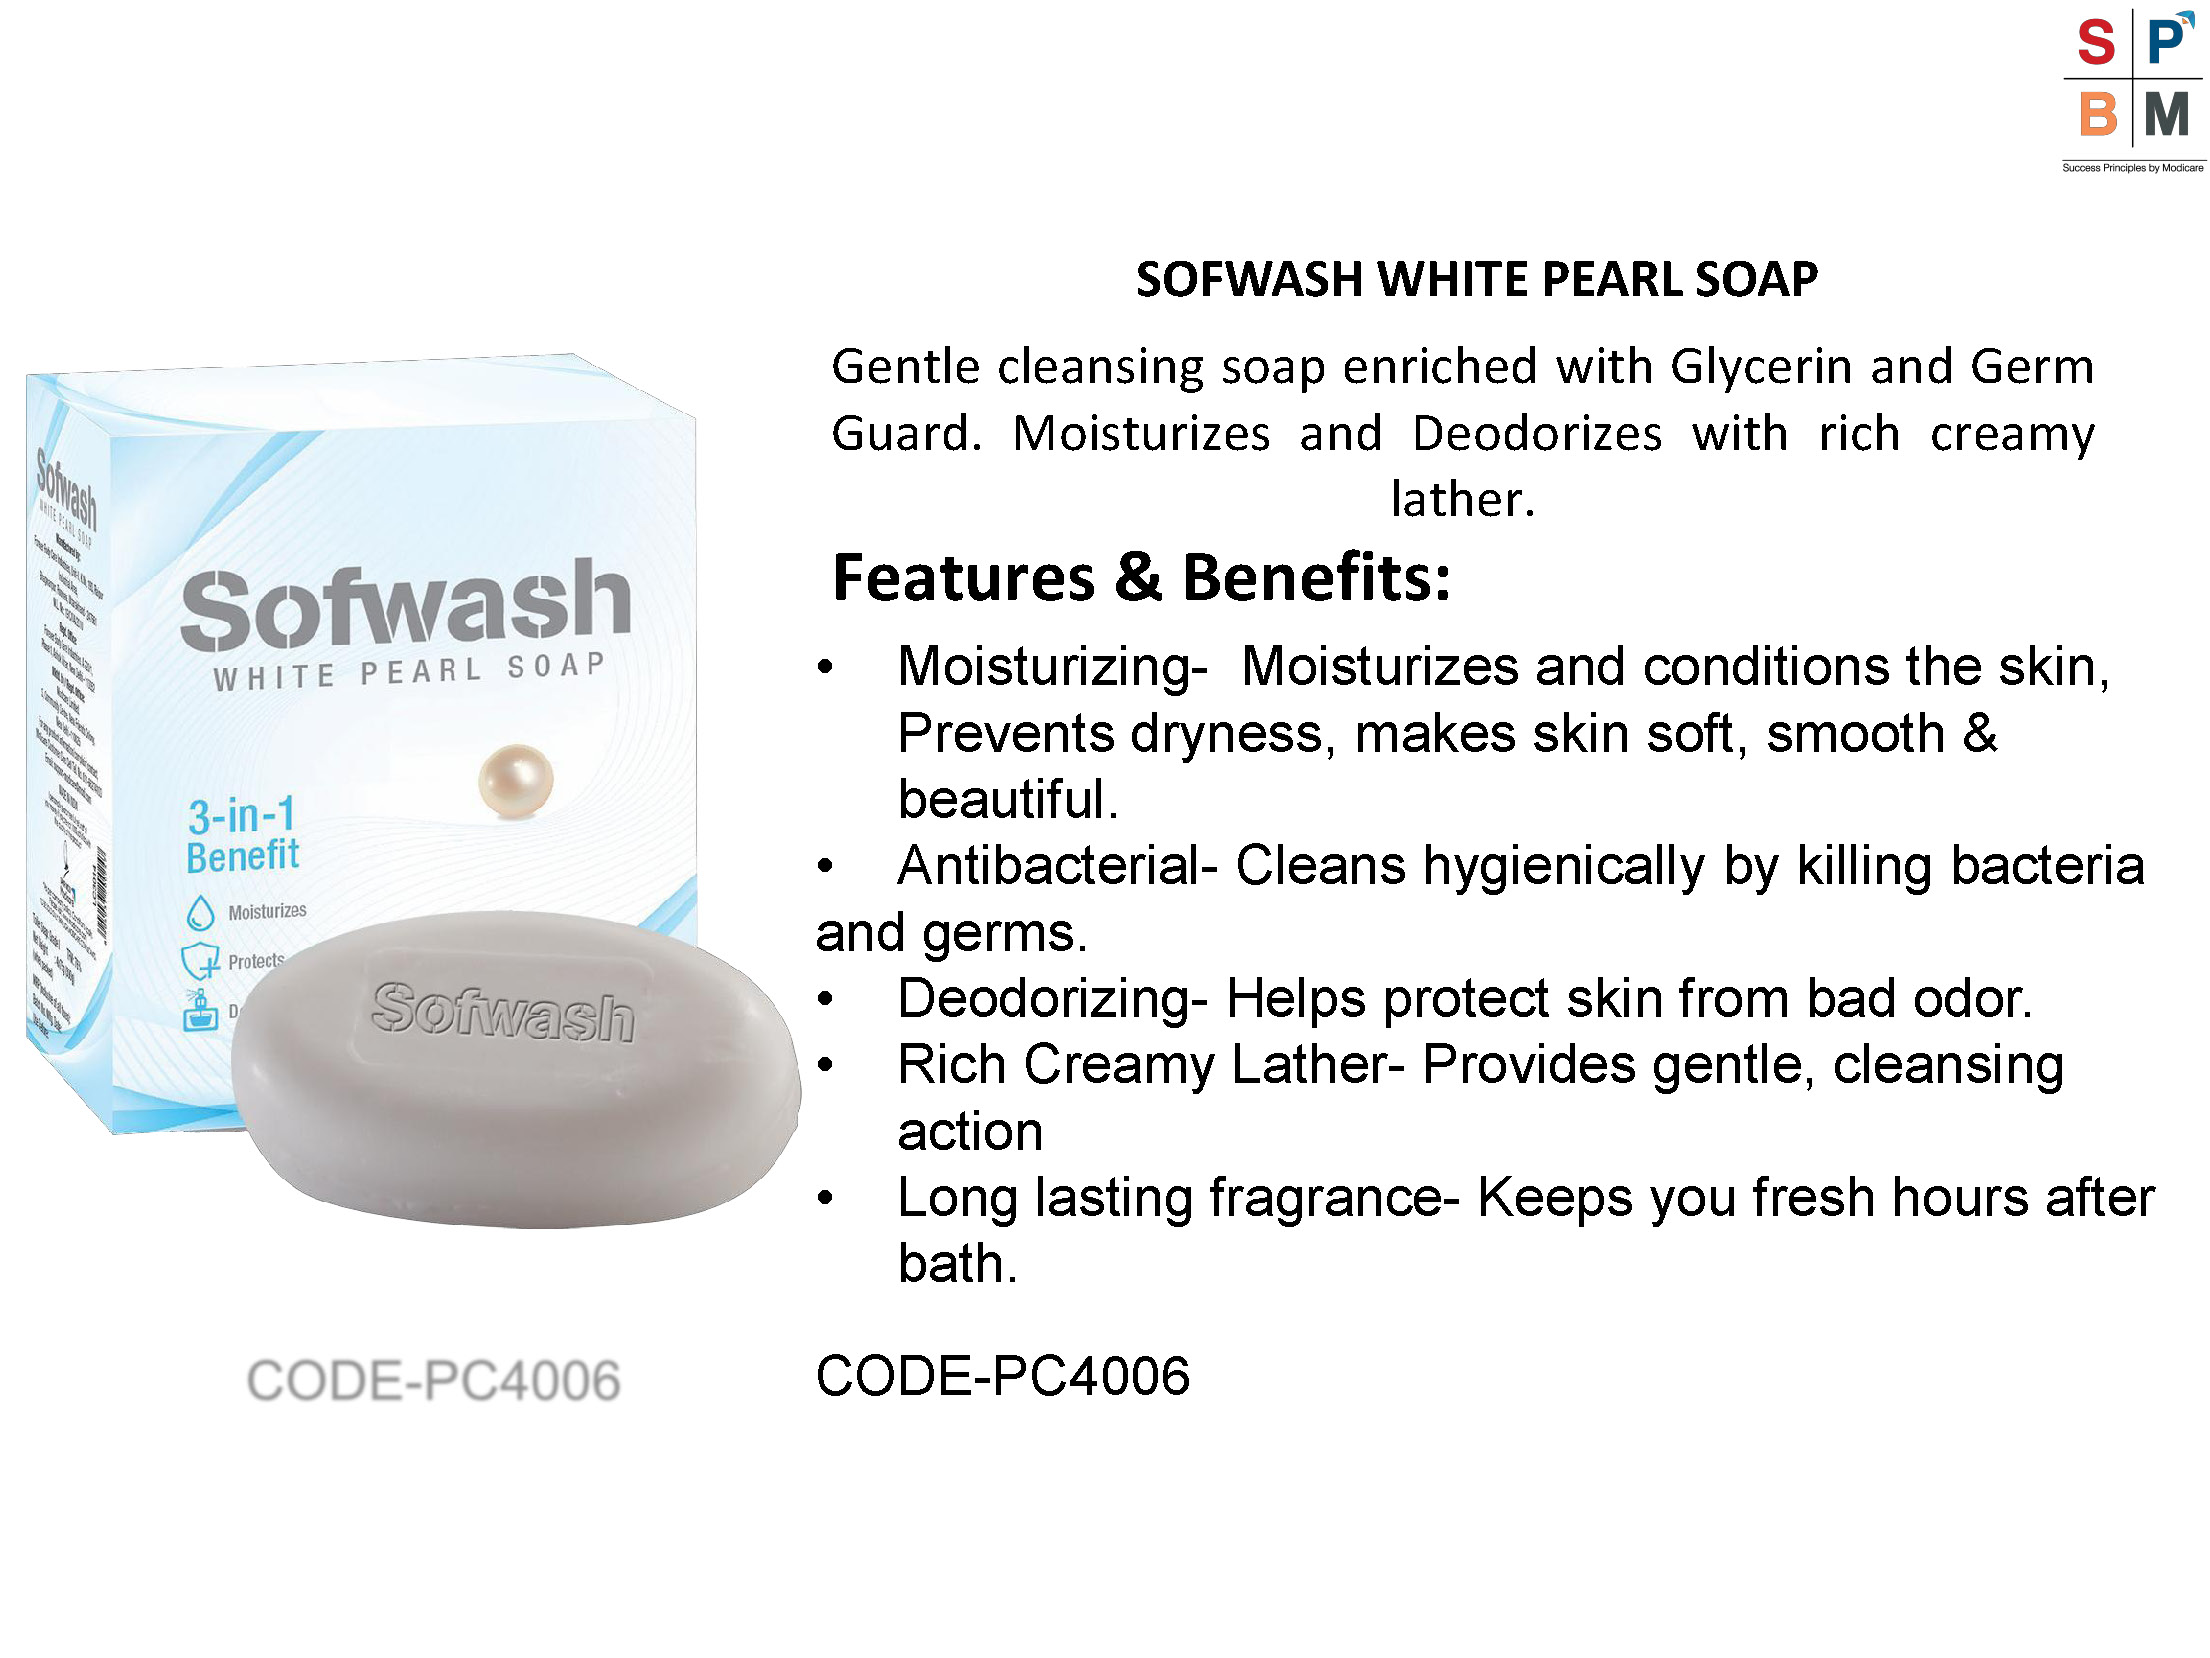 S P
B M
Success Principles by Modicare
SOFWASH WHITE PEARL SOAP
Gentle cleansing soap enriched with Glycerin and Germ
Guard. Moisturizes and Deodorizes with rich creamy
lather.
Features & Benefits:
• Moisturizing- Moisturizes and conditions the skin,
Prevents dryness, makes skin soft, smooth &
beautiful.
• Antibacterial- Cleans hygienically by killing bacteria
and germs.
• Deodorizing- Helps protect skin from bad odor.
• Rich Creamy Lather- Provides gentle, cleansing
action
• Long lasting fragrance- Keeps you fresh hours after
bath.
CODE-PC4006
Sofwash
WHITE PEARL SOAP
Sofwash
WHITE PEARL SOAP
3-in-1
Benefit
Moisturizes
Protects
Sofwash
CODE-PC4006